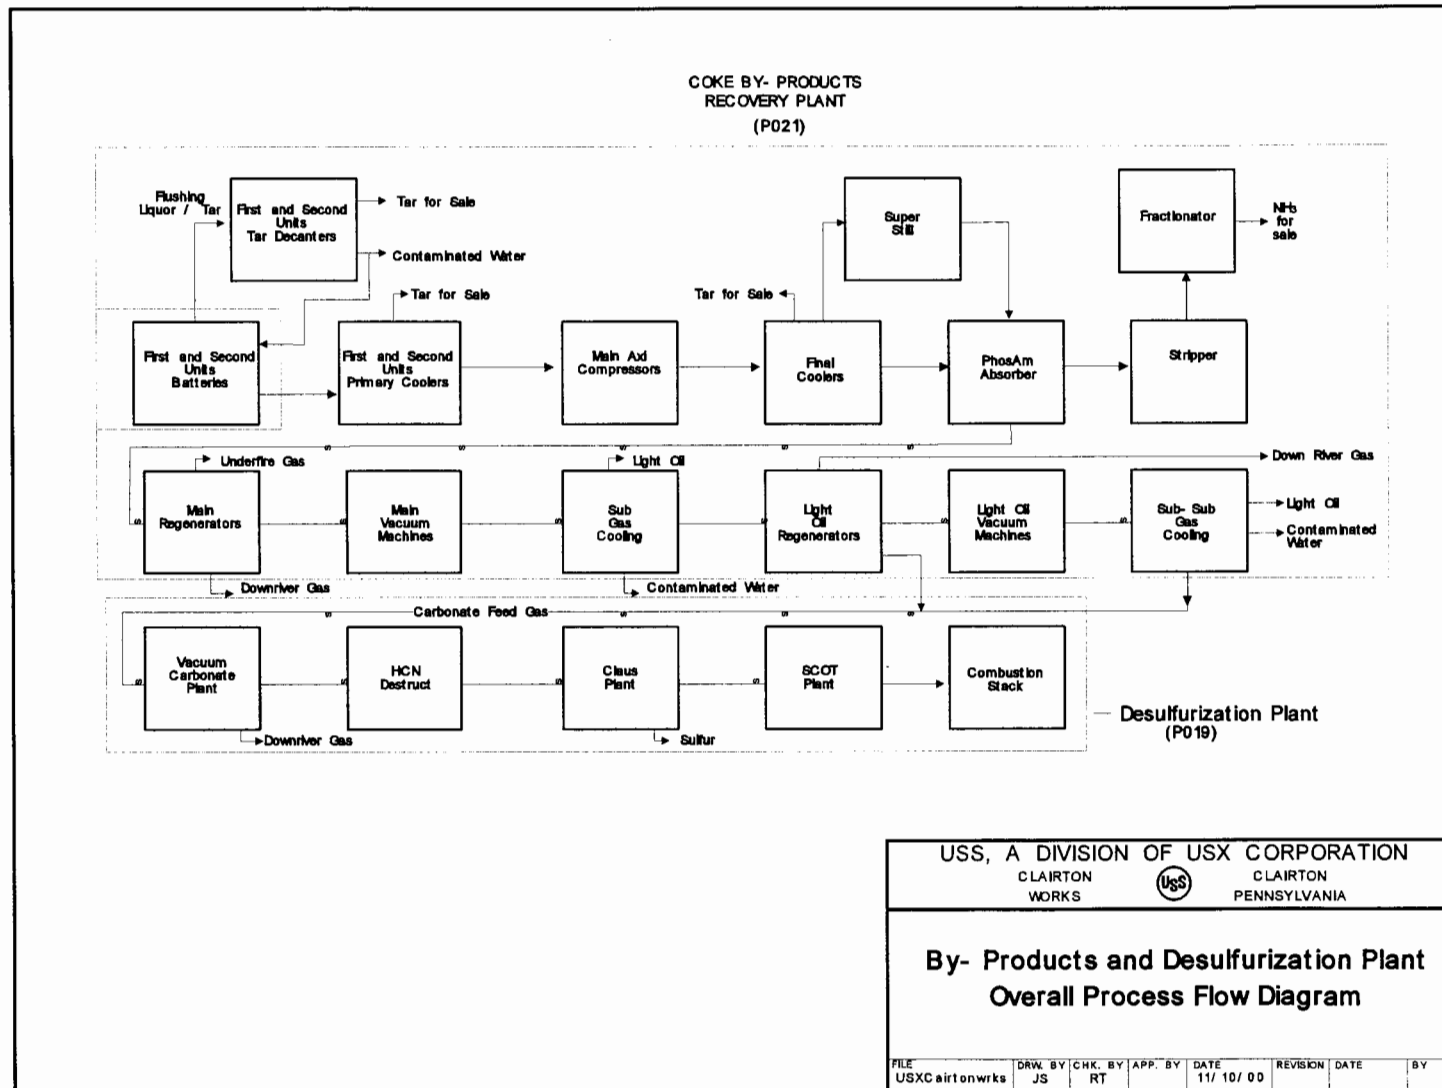 COKE BY- PRODUCTS
RECOVERY PLANT
(P021)
Flushing
Liquor / Tar
First and Second
Units
Tar Decanters
Tar for Sale
Contaminated Water
Super
Still
Fractionator
NH₃
for
sale
Tar for Sale
Tar for Sale
First and Second
Units
Batteries
First and Second
Units
Primary Coolers
Main Axi
Compressors
Final
Coolers
PhosAm
Absorber
Stripper
s s s s s
Underfire Gas
Light Oil
Down River Gas
Main
Regenerators
Main
Vacuum
Machines
Sub
Gas
Cooling
Light
Oil
Regenerators
Light Oil
Vacuum
Machines
Sub- Sub
Gas
Cooling
Light Oil
Contaminated
Water
s s s s s s
Downriver Gas
Contaminated Water
Carbonate Feed Gas
s s s s
Vacuum
Carbonate
Plant
HCN
Destruct
Claus
Plant
SCOT
Plant
Combustion
Stack
s s s s
Downriver Gas
Sulfur
Desulfurization Plant
(P019)
USS, A DIVISION OF USX CORPORATION
CLAIRTON
WORKS
USS
CLAIRTON
PENNSYLVANIA
By- Products and Desulfurization Plant
Overall Process Flow Diagram
FILE
USXCairtonwrks
DRW. BY
JS
CHK. BY
RT
APP. BY
DATE
11/ 10/ 00
REVISION
DATE
BY